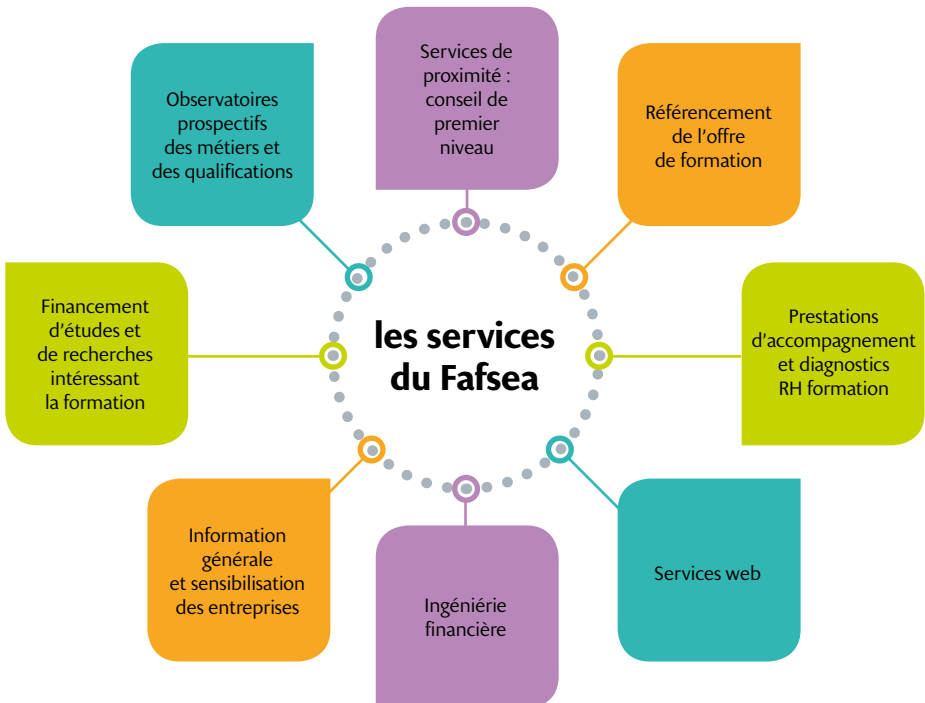 Services de
proximité :
conseil de
premier
niveau
Observatoires
prospectifs
des métiers et
des qualifications
Référencement
de l'offre
de formation
Financement
d'études et
de recherches
intéressant
la formation
les services
du Fafsea
Prestations
d'accompagnement
et diagnostics
RH formation
Information
générale
et sensibilisation
des entreprises
Ingéniérie
financière
Services web